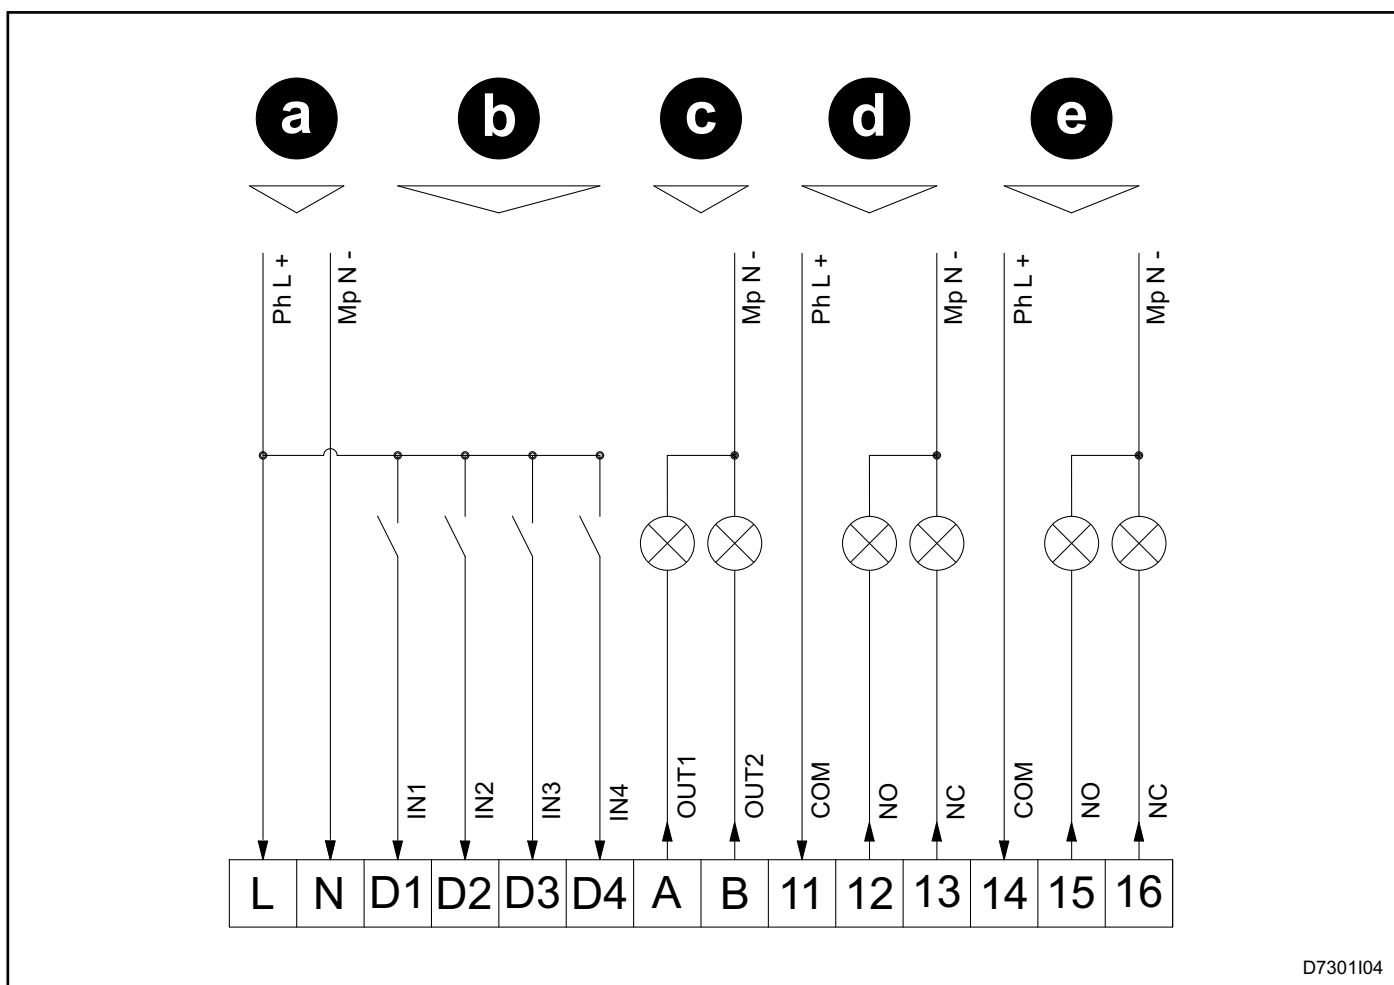 a b c d e
Ph L +
Mp N -
Mp N -
Ph L +
Mp N -
Ph L +
Mp N -
IN1
IN2
IN3
IN4
OUT1
OUT2
COM
NO
NC
COM
NO
NC
L N D1 D2 D3 D4 A B 11 12 13 14 15 16
D7301I04